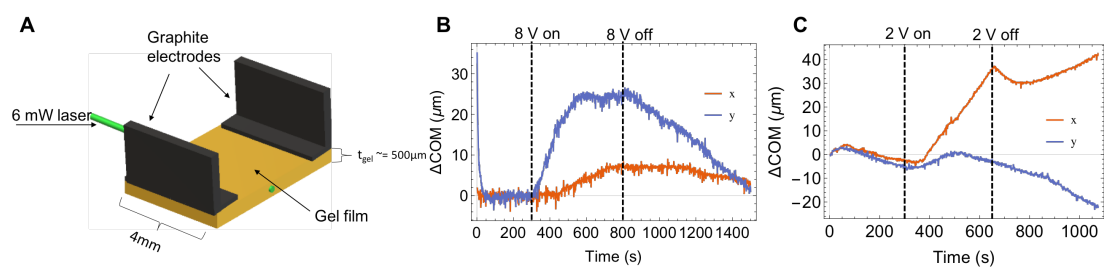 A
Graphite
electrodes
6 mW laser
t_gel ~= 500μm
Gel film
4mm
B
8 V on
8 V off
ΔCOM (μm)
30
20
10
0
x
y
0
200
400
600
800
1000
1200
1400
Time (s)
C
2 V on
2 V off
ΔCOM (μm)
40
30
20
10
0
−10
−20
x
y
0
200
400
600
800
1000
Time (s)